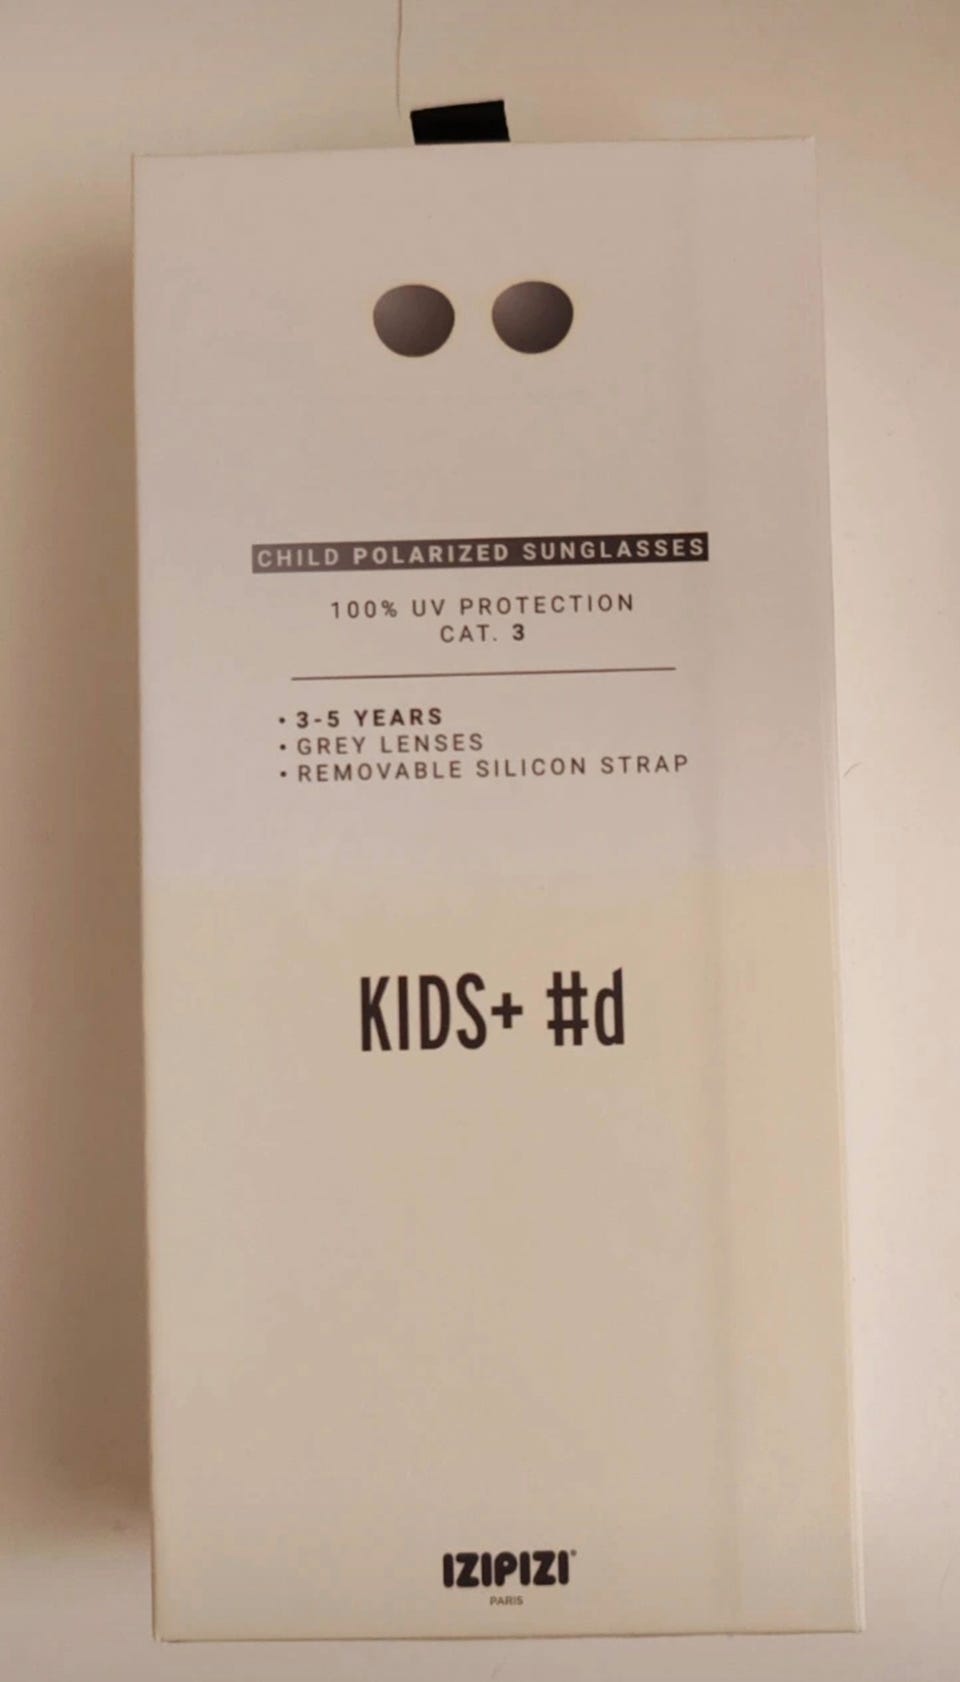 CHILD POLARIZED SUNGLASSES
100% UV PROTECTION
CAT. 3
• 3-5 YEARS
• GREY LENSES
• REMOVABLE SILICON STRAP
KIDS+ #d
IZIPIZI®
PARIS